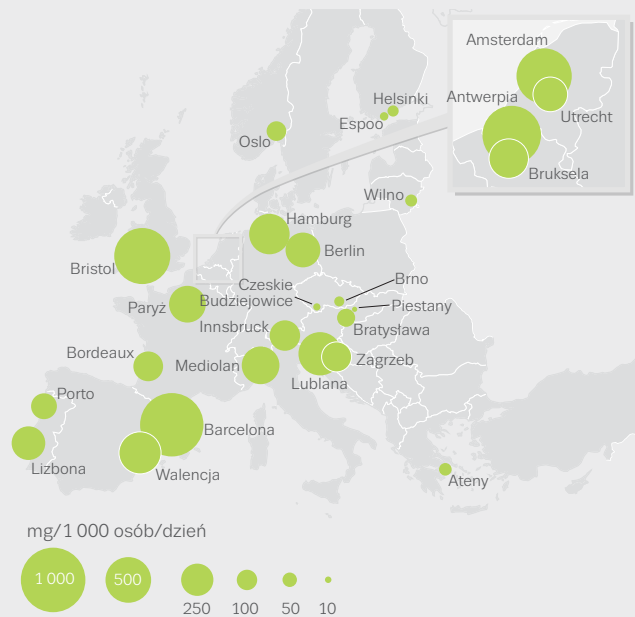 Amsterdam
Antwerpia
Utrecht
Bruksela
Helsinki
Espoo
Oslo
Wilno
Hamburg
Berlin
Bristol
Czeskie
Budziejowice
Brno
Piestany
Paryż
Innsbruck
Bratysława
Bordeaux
Mediolan
Zagrzeb
Lublana
Porto
Barcelona
Lizbona
Walencja
Ateny
mg/1 000 osób/dzień
1 000
500
250
100
50
10